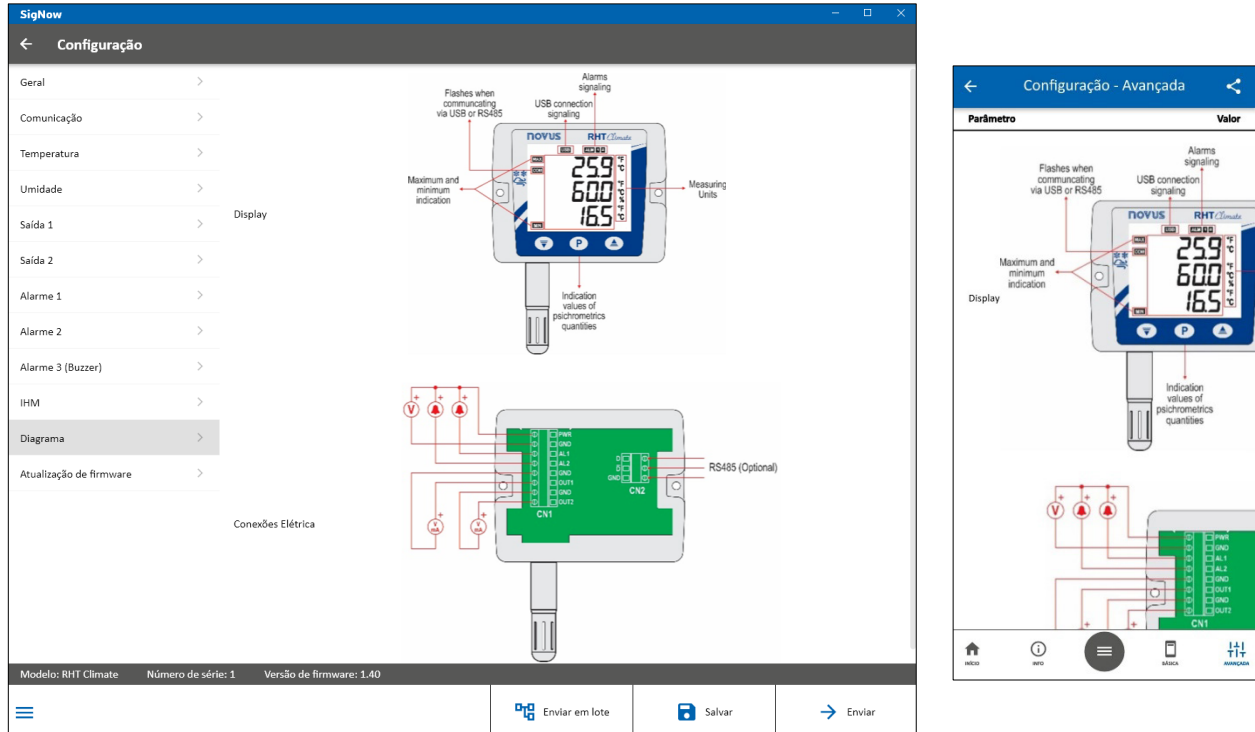 SigNow
Configuração
Geral
Comunicação
Temperatura
Umidade
Saída 1
Saída 2
Alarme 1
Alarme 2
Alarme 3 (Buzzer)
IHM
Diagrama
Atualização de firmware
Display
Alarms
signaling
Flashes when
communcating
via USB or RS485
USB connection
signaling
novus RHT Climate
Maximum and
minimum
indication
25.9
60.0
16.5
Measuring
Units
P
Indication
values of
psichrometrics
quantities
Conexões Elétrica
V
PWR
GND
AL1
AL2
GND
OUT1
GND
OUT2
CN1
D
D
GND
CN2
RS485 (Optional)
V
mA
V
mA
Modelo: RHT Climate Número de série: 1 Versão de firmware: 1.40
Enviar em lote
Salvar
Enviar
Configuração - Avançada
Parâmetro Valor
Alarms
signaling
Flashes when
communcating
via USB or RS485
USB connection
signaling
novus RHT Climate
Maximum and
minimum
indication
25.9
60.0
16.5
Display
P
Indication
values of
psichrometrics
quantities
V
PWR
GND
AL1
AL2
GND
OUT1
GND
OUT2
CN1
INÍCIO
INFO
BÁSICA
AVANÇADA